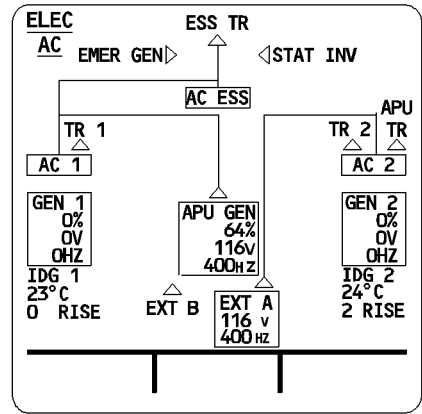 ELEC
AC
ESS TR
EMER GEN
STAT INV
AC ESS
APU
TR 1
TR 2 TR
AC 1
AC 2
GEN 1
0%
0V
0HZ
IDG 1
23°C
0 RISE
APU GEN
64%
116V
400HZ
EXT B
EXT A
116 V
400 HZ
GEN 2
0%
0V
0HZ
IDG 2
24°C
2 RISE